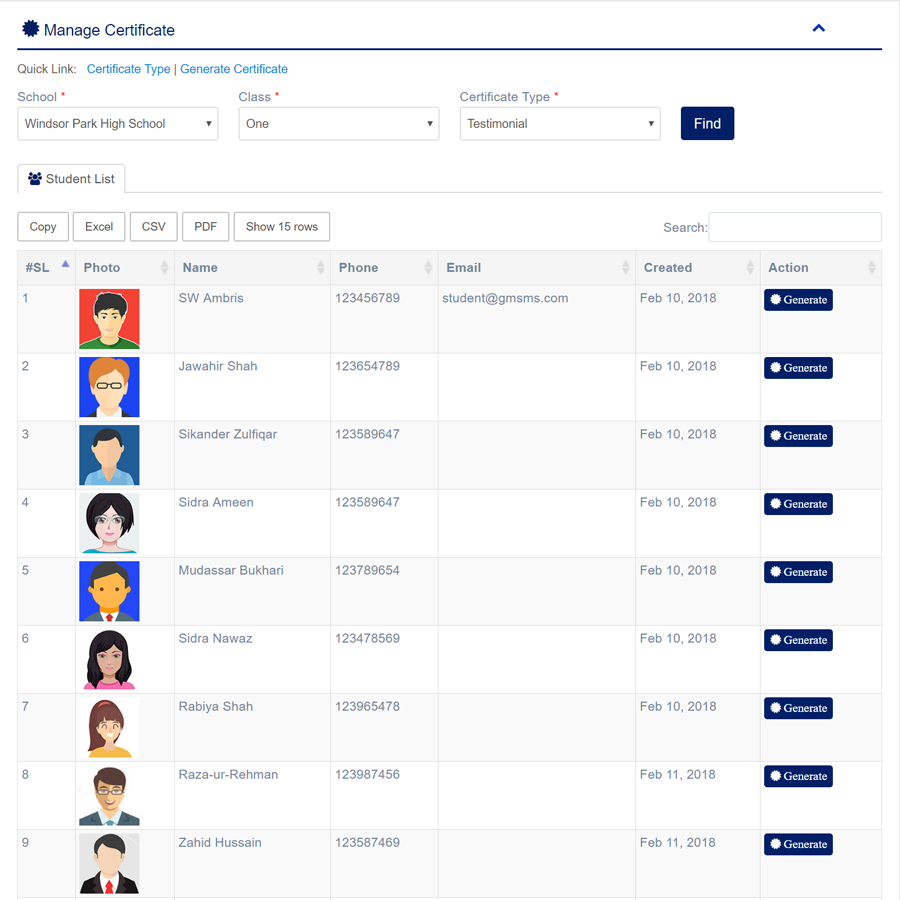 Manage Certificate
Quick Link: Certificate Type | Generate Certificate
School * Class * Certificate Type *
Windsor Park High School One Testimonial Find
Student List
Copy Excel CSV PDF Show 15 rows Search:
#SL Photo Name Phone Email Created Action
1 SW Ambris 123456789 student@gmsms.com Feb 10, 2018 Generate
2 Jawahir Shah 123654789 Feb 10, 2018 Generate
3 Sikander Zulfiqar 123589647 Feb 10, 2018 Generate
4 Sidra Ameen 123589647 Feb 10, 2018 Generate
5 Mudassar Bukhari 123789654 Feb 10, 2018 Generate
6 Sidra Nawaz 123478569 Feb 10, 2018 Generate
7 Rabiya Shah 123965478 Feb 10, 2018 Generate
8 Raza-ur-Rehman 123987456 Feb 11, 2018 Generate
9 Zahid Hussain 123587469 Feb 11, 2018 Generate